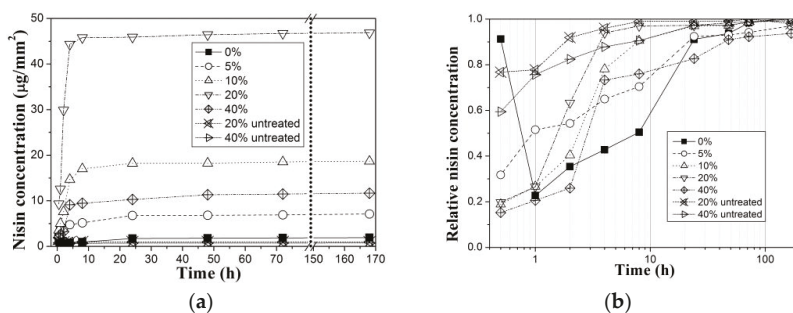 Nisin concentration (μg/mm²)
50
40
30
20
10
0
0%
5%
10%
20%
40%
20% untreated
40% untreated
0 10 20 30 40 50 60 70 80 150 160 170
Time (h)
(a)
Relative nisin concentration
1.0
0.8
0.6
0.4
0.2
0.0
0%
5%
10%
20%
40%
20% untreated
40% untreated
1 10 100
Time (h)
(b)